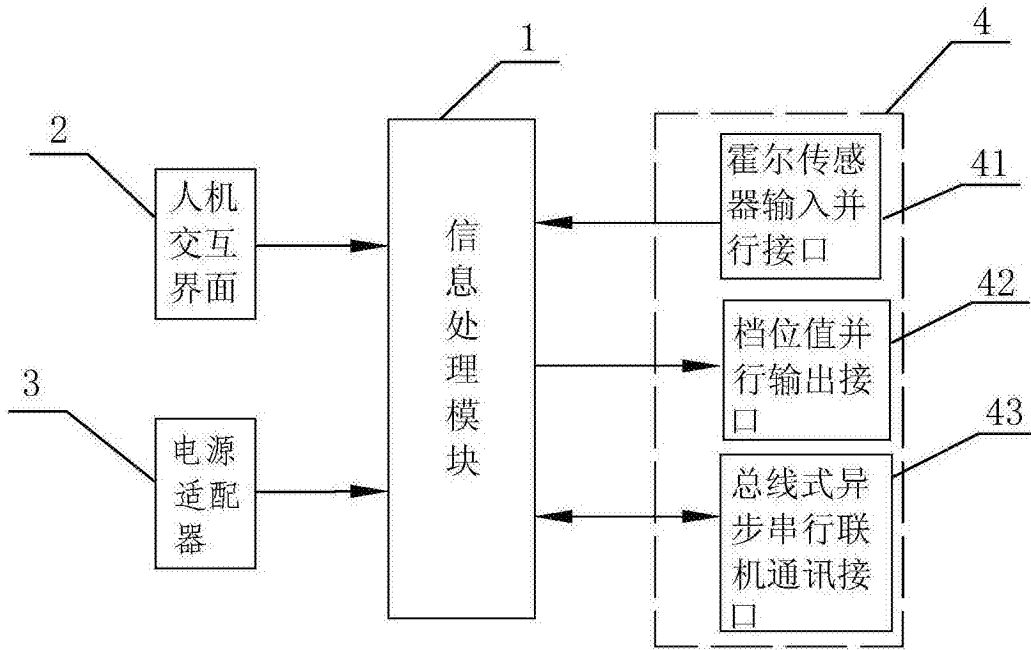 1
4
2
人机
交互
界面
信
息
处
理
模
块
霍尔传感
器输入并
行接口
41
42
档位值并
行输出接
口
3
电源
适配
器
43
总线式异
步串行联
机通讯接
口